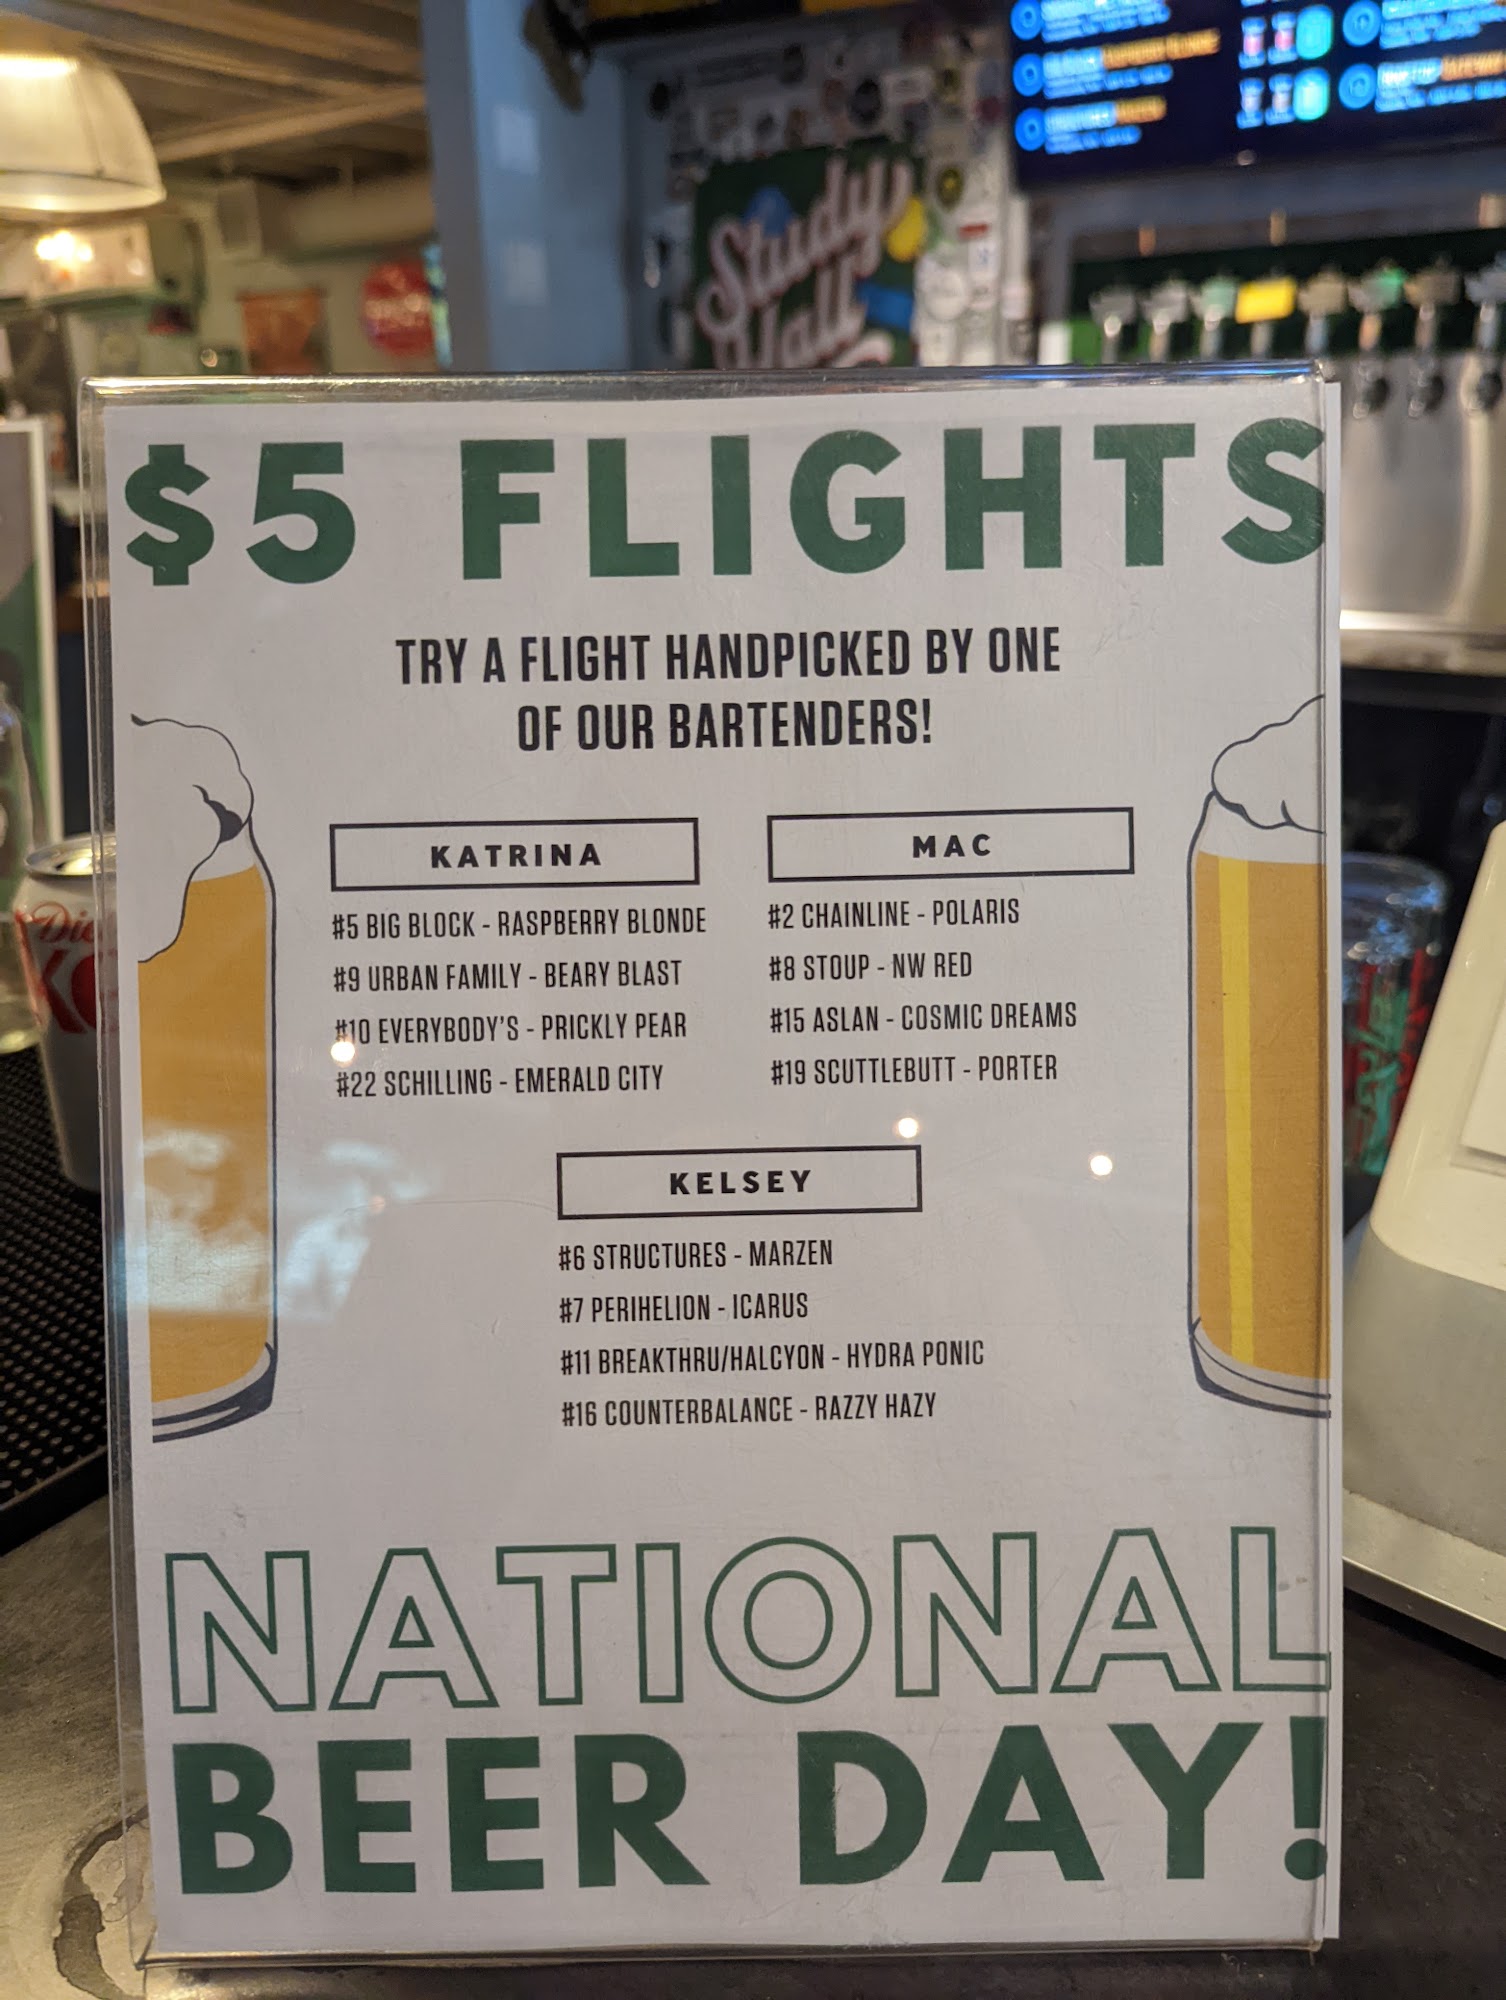 Study
Hall
$5 FLIGHTS
TRY A FLIGHT HANDPICKED BY ONE
OF OUR BARTENDERS!
KATRINA
#5 BIG BLOCK - RASPBERRY BLONDE
#9 URBAN FAMILY - BEARY BLAST
#10 EVERYBODY'S - PRICKLY PEAR
#22 SCHILLING - EMERALD CITY
MAC
#2 CHAINLINE - POLARIS
#8 STOUP - NW RED
#15 ASLAN - COSMIC DREAMS
#19 SCUTTLEBUTT - PORTER
KELSEY
#6 STRUCTURES - MARZEN
#7 PERIHELION - ICARUS
#11 BREAKTHRU/HALCYON - HYDRA PONIC
#16 COUNTERBALANCE - RAZZY HAZY
NATIONAL
BEER DAY!